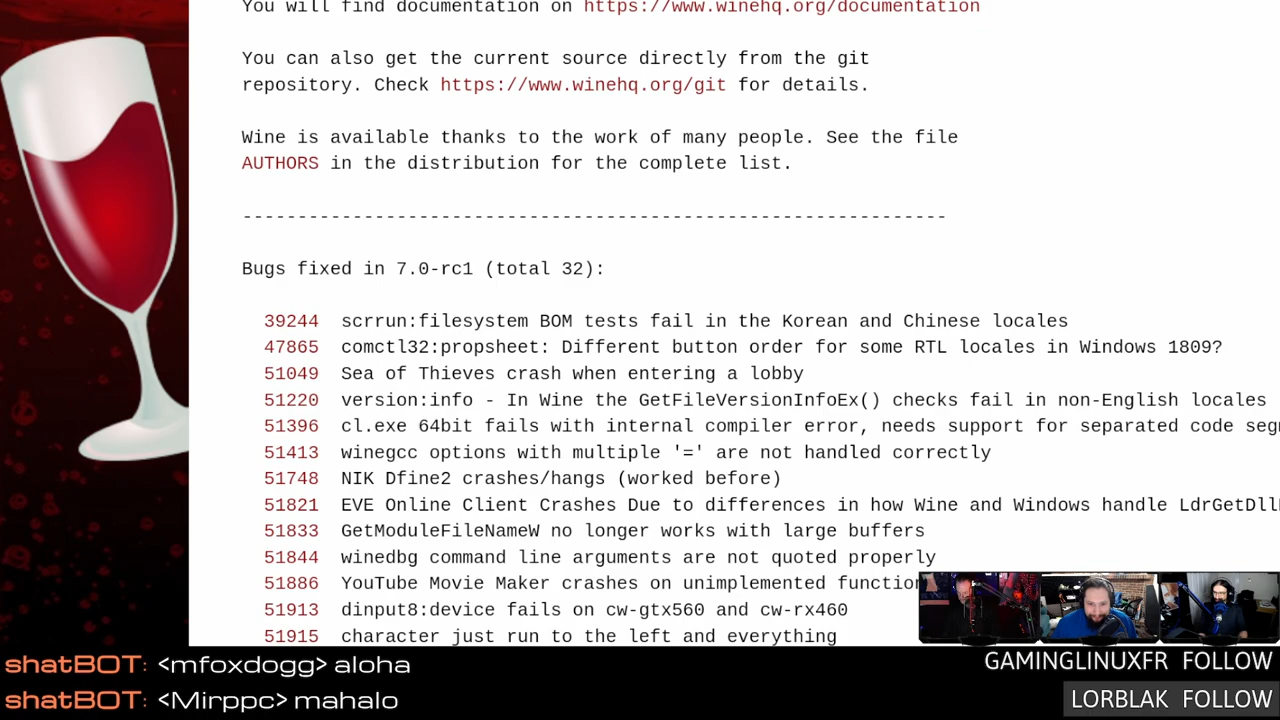 You will find documentation on https://www.winehq.org/documentation
You can also get the current source directly from the git
repository. Check https://www.winehq.org/git for details.
Wine is available thanks to the work of many people. See the file
AUTHORS in the distribution for the complete list.
----------------------------------------------------------------
Bugs fixed in 7.0-rc1 (total 32):
39244 scrrun:filesystem BOM tests fail in the Korean and Chinese locales
47865 comctl32:propsheet: Different button order for some RTL locales in Windows 1809?
51049 Sea of Thieves crash when entering a lobby
51220 version:info - In Wine the GetFileVersionInfoEx() checks fail in non-English locales
51396 cl.exe 64bit fails with internal compiler error, needs support for separated code
51413 winegcc options with multiple '=' are not handled correctly
51748 NIK Dfine2 crashes/hangs (worked before)
51821 EVE Online Client Crashes Due to differences in how Wine and Windows handle
51833 GetModuleFileNameW no longer works with large buffers
51844 winedbg command line arguments are not quoted properly
51886 YouTube Movie Maker crashes on unimplemented function
51913 dinput8:device fails on cw-gtx560 and cw-rx460
51915 character just run to the left and everything
shatBOT: <mfoxdogg> aloha
GAMINGLINUXFR FOLLOW
shatBOT: <Mirppc> mahalo
LORBLAK FOLLOW